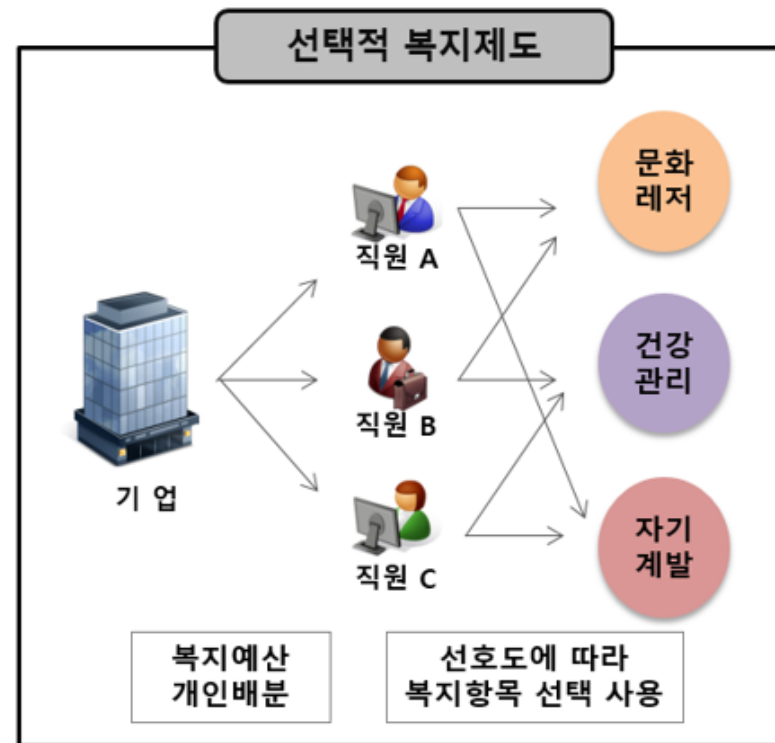 선택적 복지제도
문화
레저
직원 A
건강
관리
직원 B
기 업
자기
계발
직원 C
복지예산
개인배분
선호도에 따라
복지항목 선택 사용